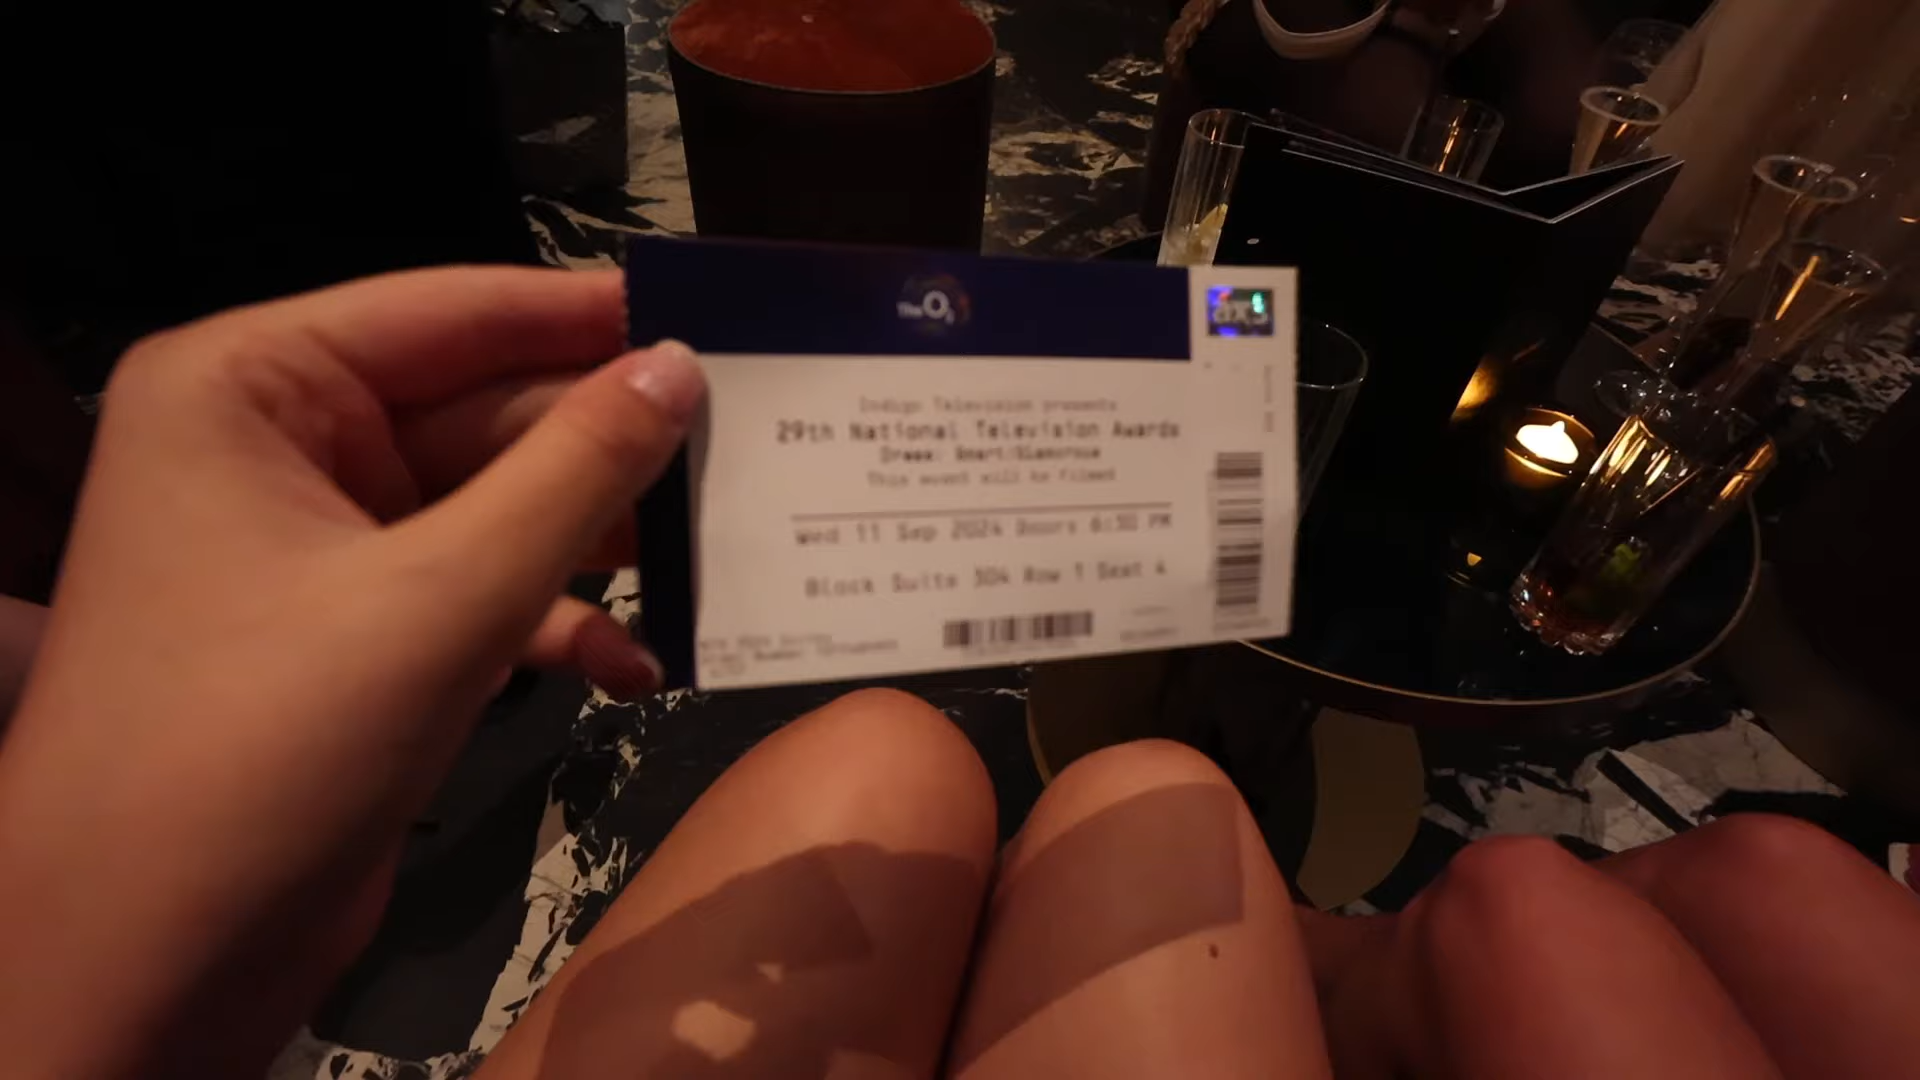 The O2
axs
Indigo Television presents
29th National Television Awards
Dress: Smart/Glamorous
This event will be filmed
Wed 11 Sep 2024 Doors 6:30 PM
Block Suite 304 Row 1 Seat 4